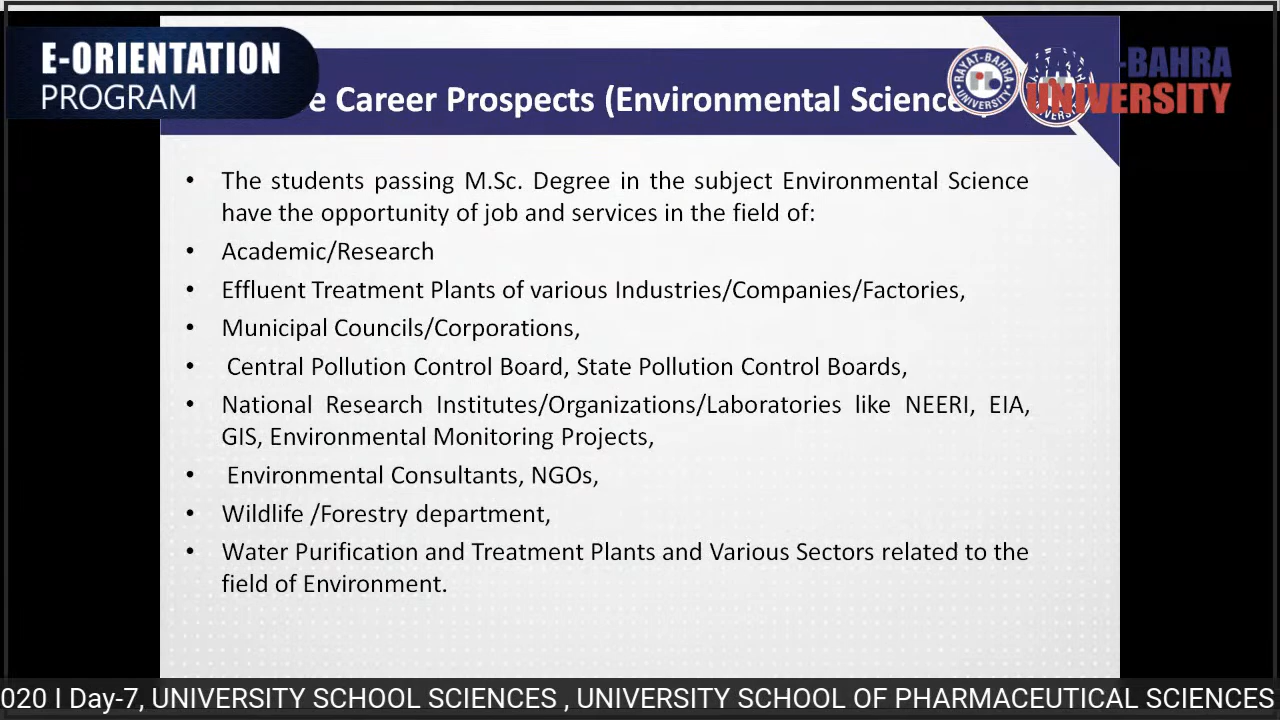 E-ORIENTATION
PROGRAM
e Career Prospects (Environmental Science
RAYAT-BAHRA
UNIVERSITY
-BAHRA
UNIVERSITY
• The students passing M.Sc. Degree in the subject Environmental Science
have the opportunity of job and services in the field of:
• Academic/Research
• Effluent Treatment Plants of various Industries/Companies/Factories,
• Municipal Councils/Corporations,
• Central Pollution Control Board, State Pollution Control Boards,
• National Research Institutes/Organizations/Laboratories like NEERI, EIA,
GIS, Environmental Monitoring Projects,
• Environmental Consultants, NGOs,
• Wildlife /Forestry department,
• Water Purification and Treatment Plants and Various Sectors related to the
field of Environment.
020 I Day-7, UNIVERSITY SCHOOL SCIENCES , UNIVERSITY SCHOOL OF PHARMACEUTICAL SCIENCES